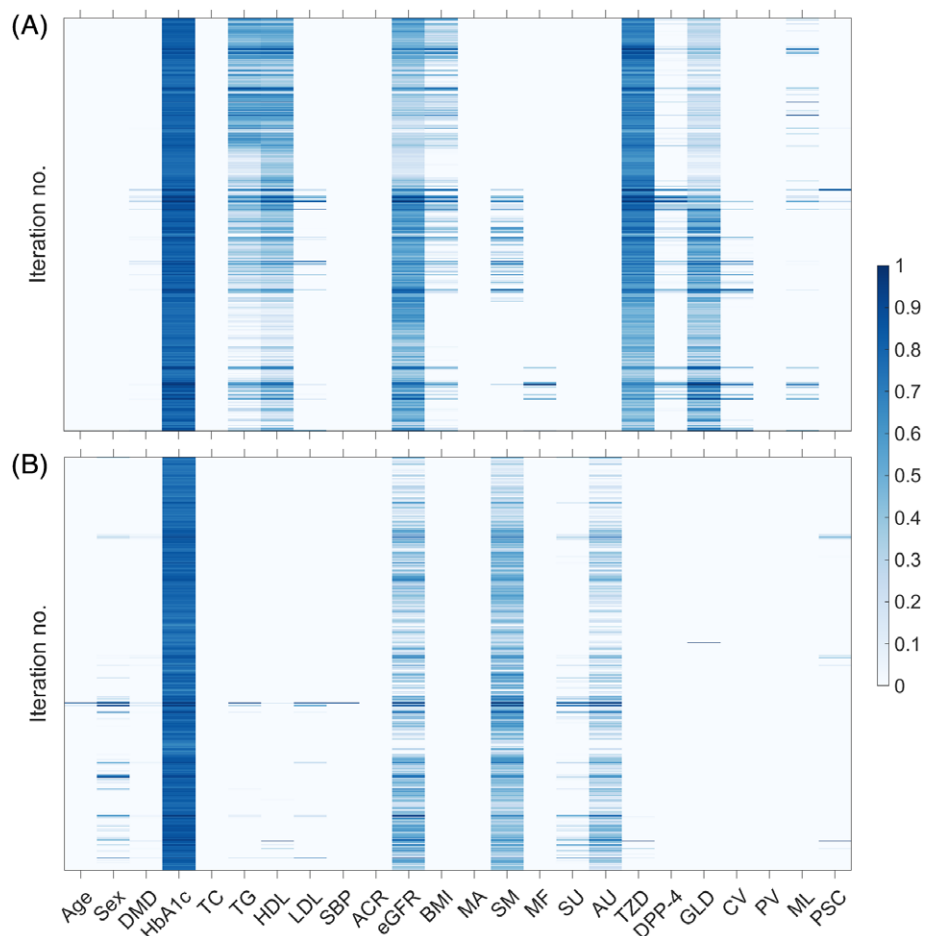 (A)
Iteration no.
(B)
Iteration no.
1
0.9
0.8
0.7
0.6
0.5
0.4
0.3
0.2
0.1
0
Age Sex DMD HbA1c TC TG HDL LDL SBP ACR eGFR BMI MA SM MF SU AU TZD DPP-4 GLD CV PV ML PSC